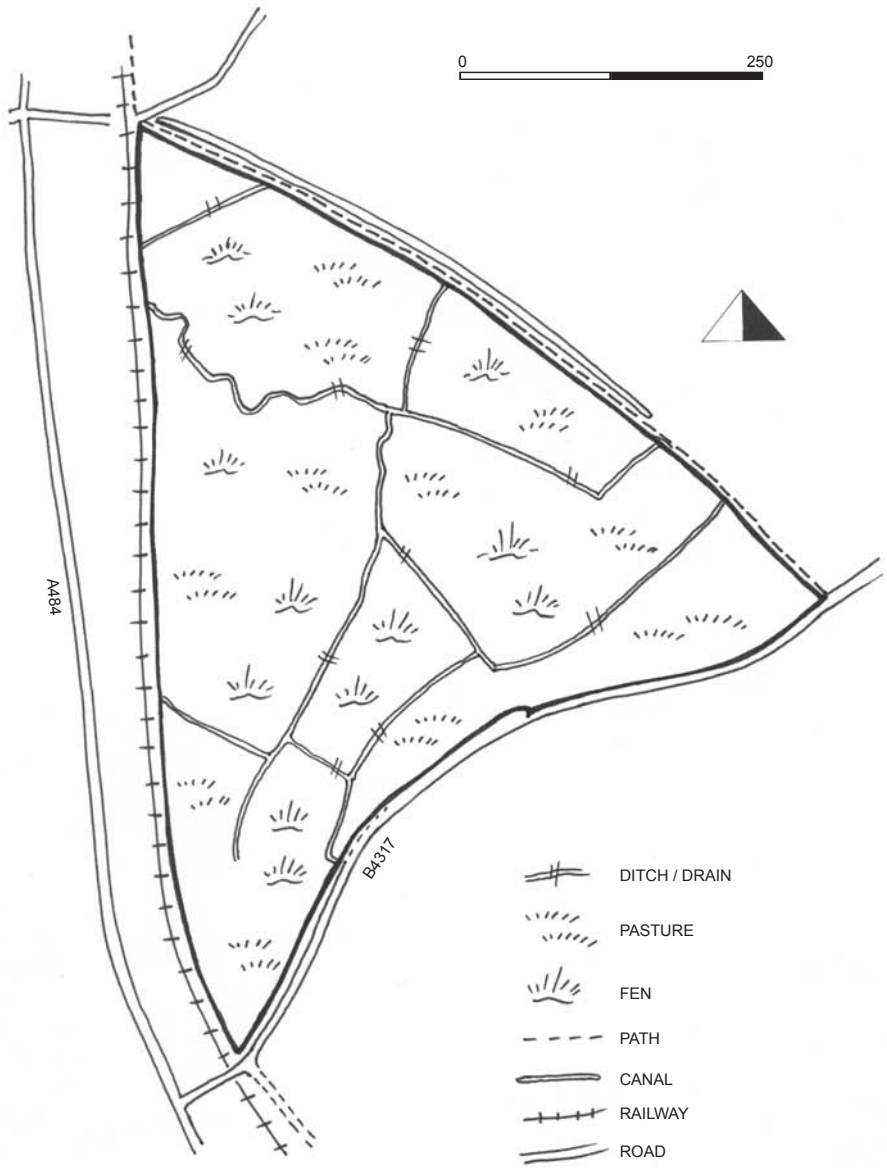 0 250
A484
B4317
DITCH / DRAIN
PASTURE
FEN
PATH
CANAL
RAILWAY
ROAD